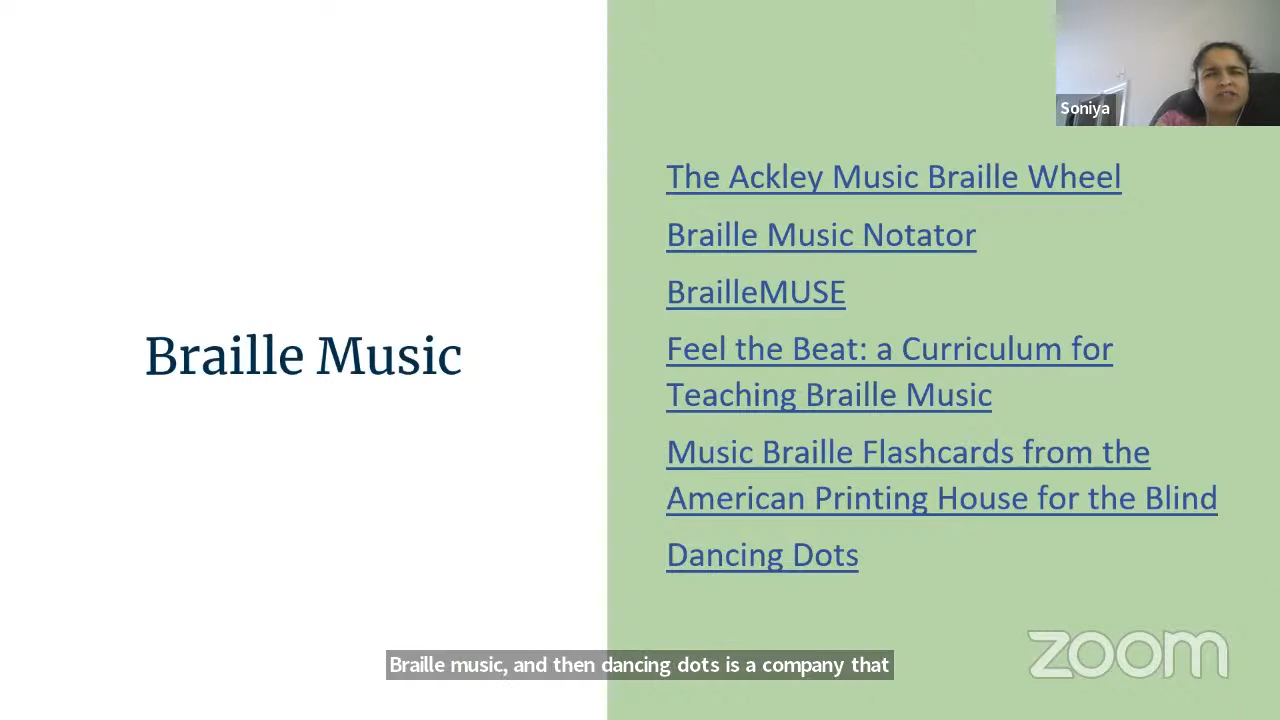 Soniya
The Ackley Music Braille Wheel
Braille Music Notator
BrailleMUSE
Feel the Beat: a Curriculum for
Teaching Braille Music
Music Braille Flashcards from the
American Printing House for the Blind
Dancing Dots
Braille Music
Braille music, and then dancing dots is a company that
zoom